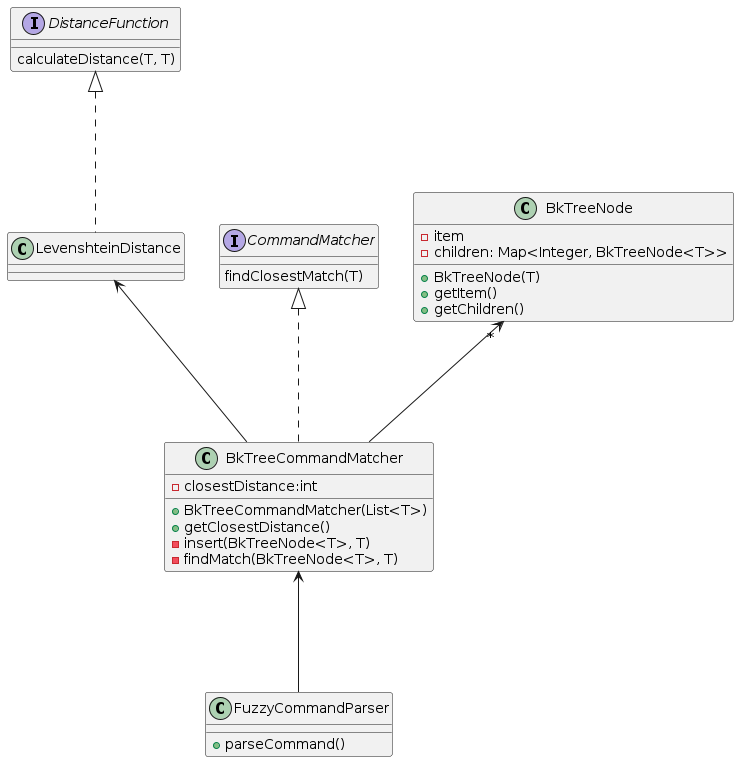 I DistanceFunction
calculateDistance(T, T)
C BkTreeNode
item
children: Map<Integer, BkTreeNode<T>>
BkTreeNode(T)
getItem()
getChildren()
C LevenshteinDistance
I CommandMatcher
findClosestMatch(T)
*
C BkTreeCommandMatcher
closestDistance:int
BkTreeCommandMatcher(List<T>)
getClosestDistance()
insert(BkTreeNode<T>, T)
findMatch(BkTreeNode<T>, T)
C FuzzyCommandParser
parseCommand()